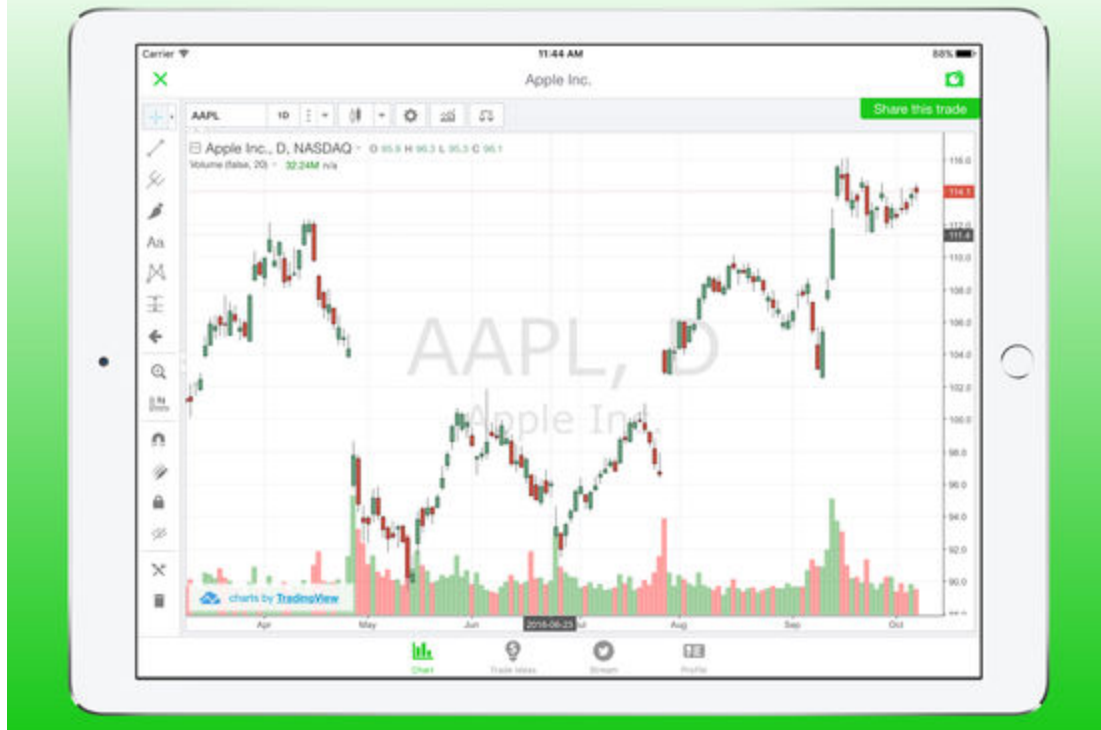 Carrier 11:44 AM 88%
Apple Inc.
Share this trade
AAPL 1D
Apple Inc., D, NASDAQ O 95.8 H 96.3 L 95.3 C 96.1
Volume (false, 20) 32.24M n/a
Aa
AAPL, D
Apple Inc.
116.0
114.1
112.0
111.4
110.0
108.0
106.0
104.0
102.0
100.0
98.0
96.0
94.0
92.0
90.0
charts by TradingView
Apr May Jun 2016-06-23 Aug Sep Oct
Chart Trade Ideas Stream Profile